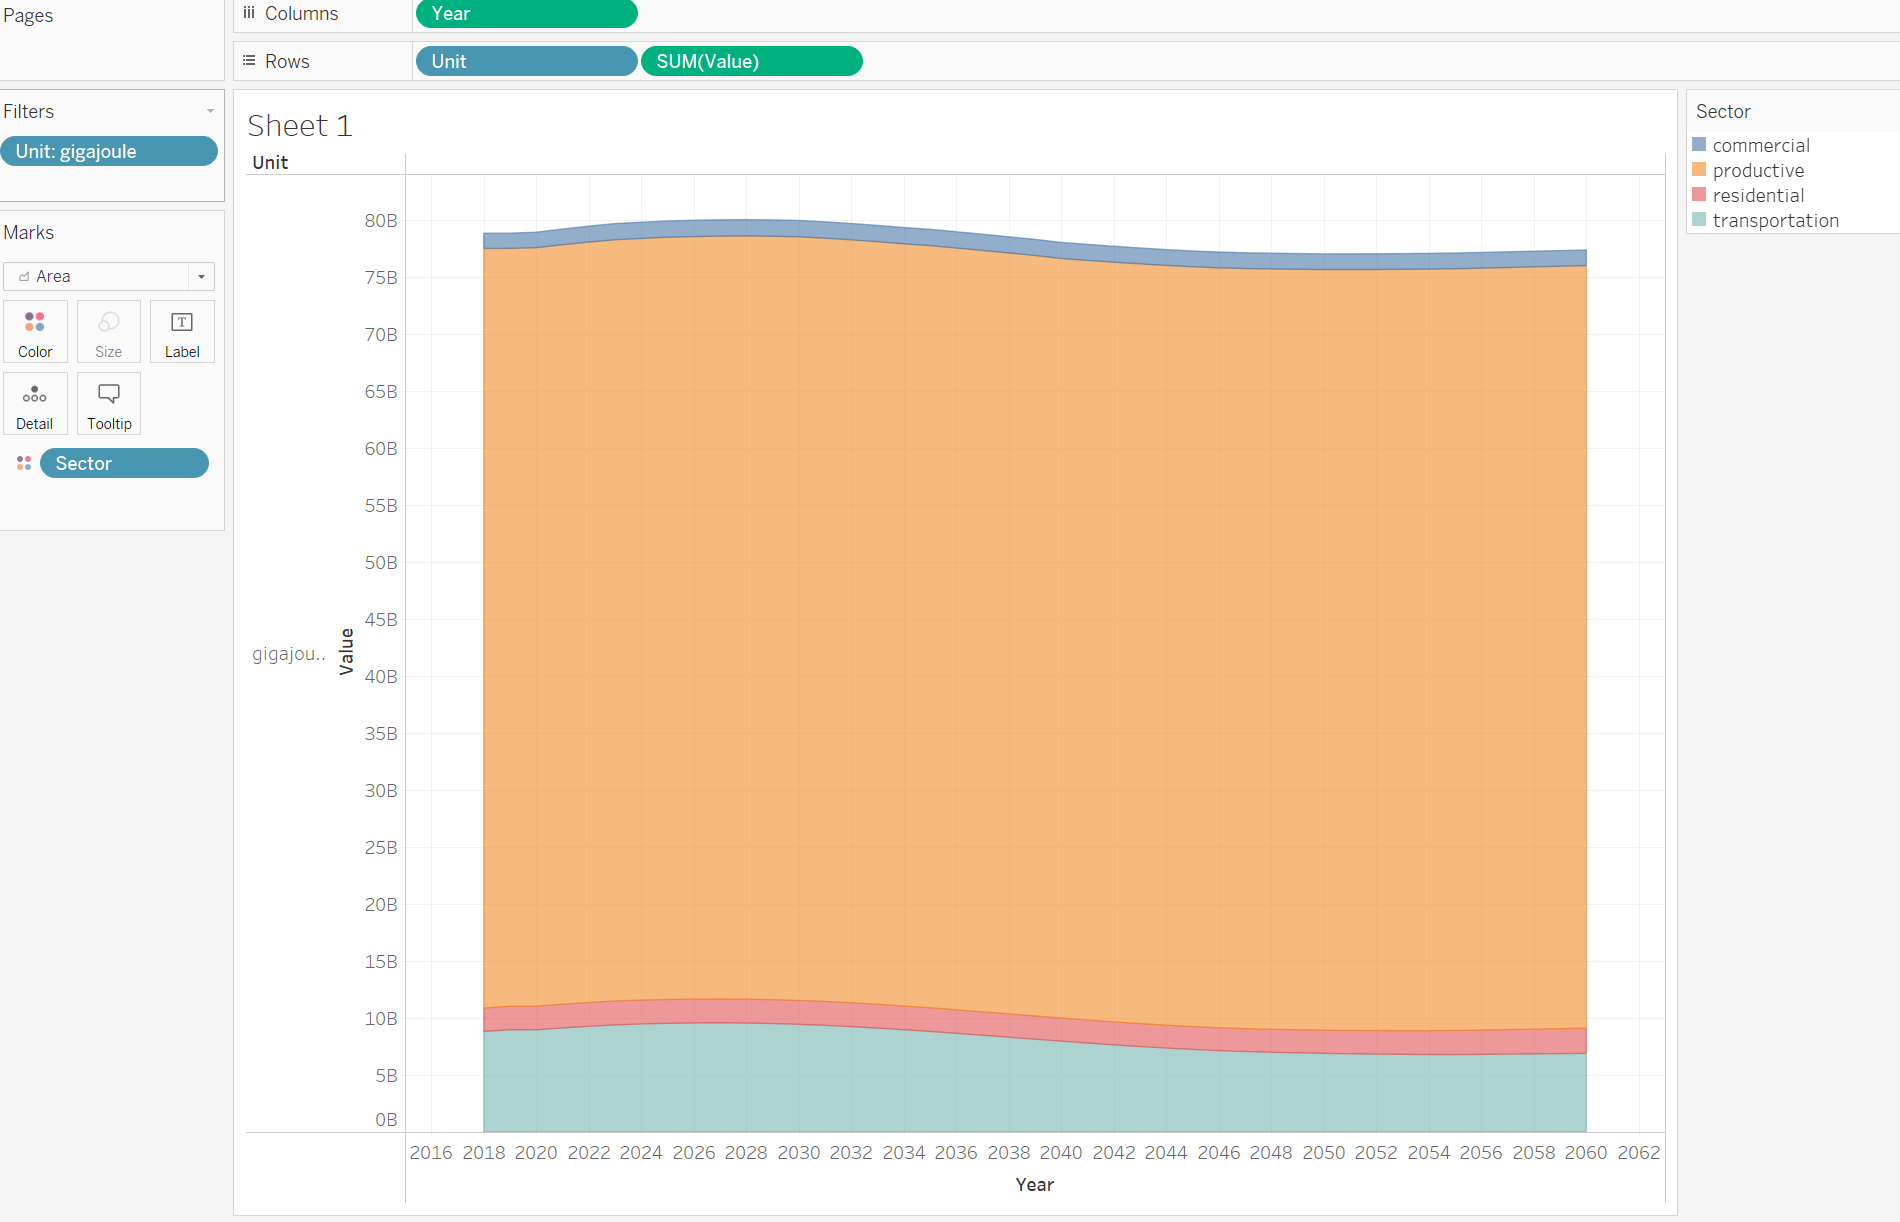 Pages
Columns
Year
Rows
Unit
SUM(Value)
Filters
Unit: gigajoule
Marks
Area
Color
Size
Label
Detail
Tooltip
Sector
Sheet 1
Unit
80B
75B
70B
65B
60B
55B
50B
45B
40B
35B
30B
25B
20B
15B
10B
5B
0B
gigajou..
Value
2016 2018 2020 2022 2024 2026 2028 2030 2032 2034 2036 2038 2040 2042 2044 2046 2048 2050 2052 2054 2056 2058 2060 2062
Year
Sector
commercial
productive
residential
transportation